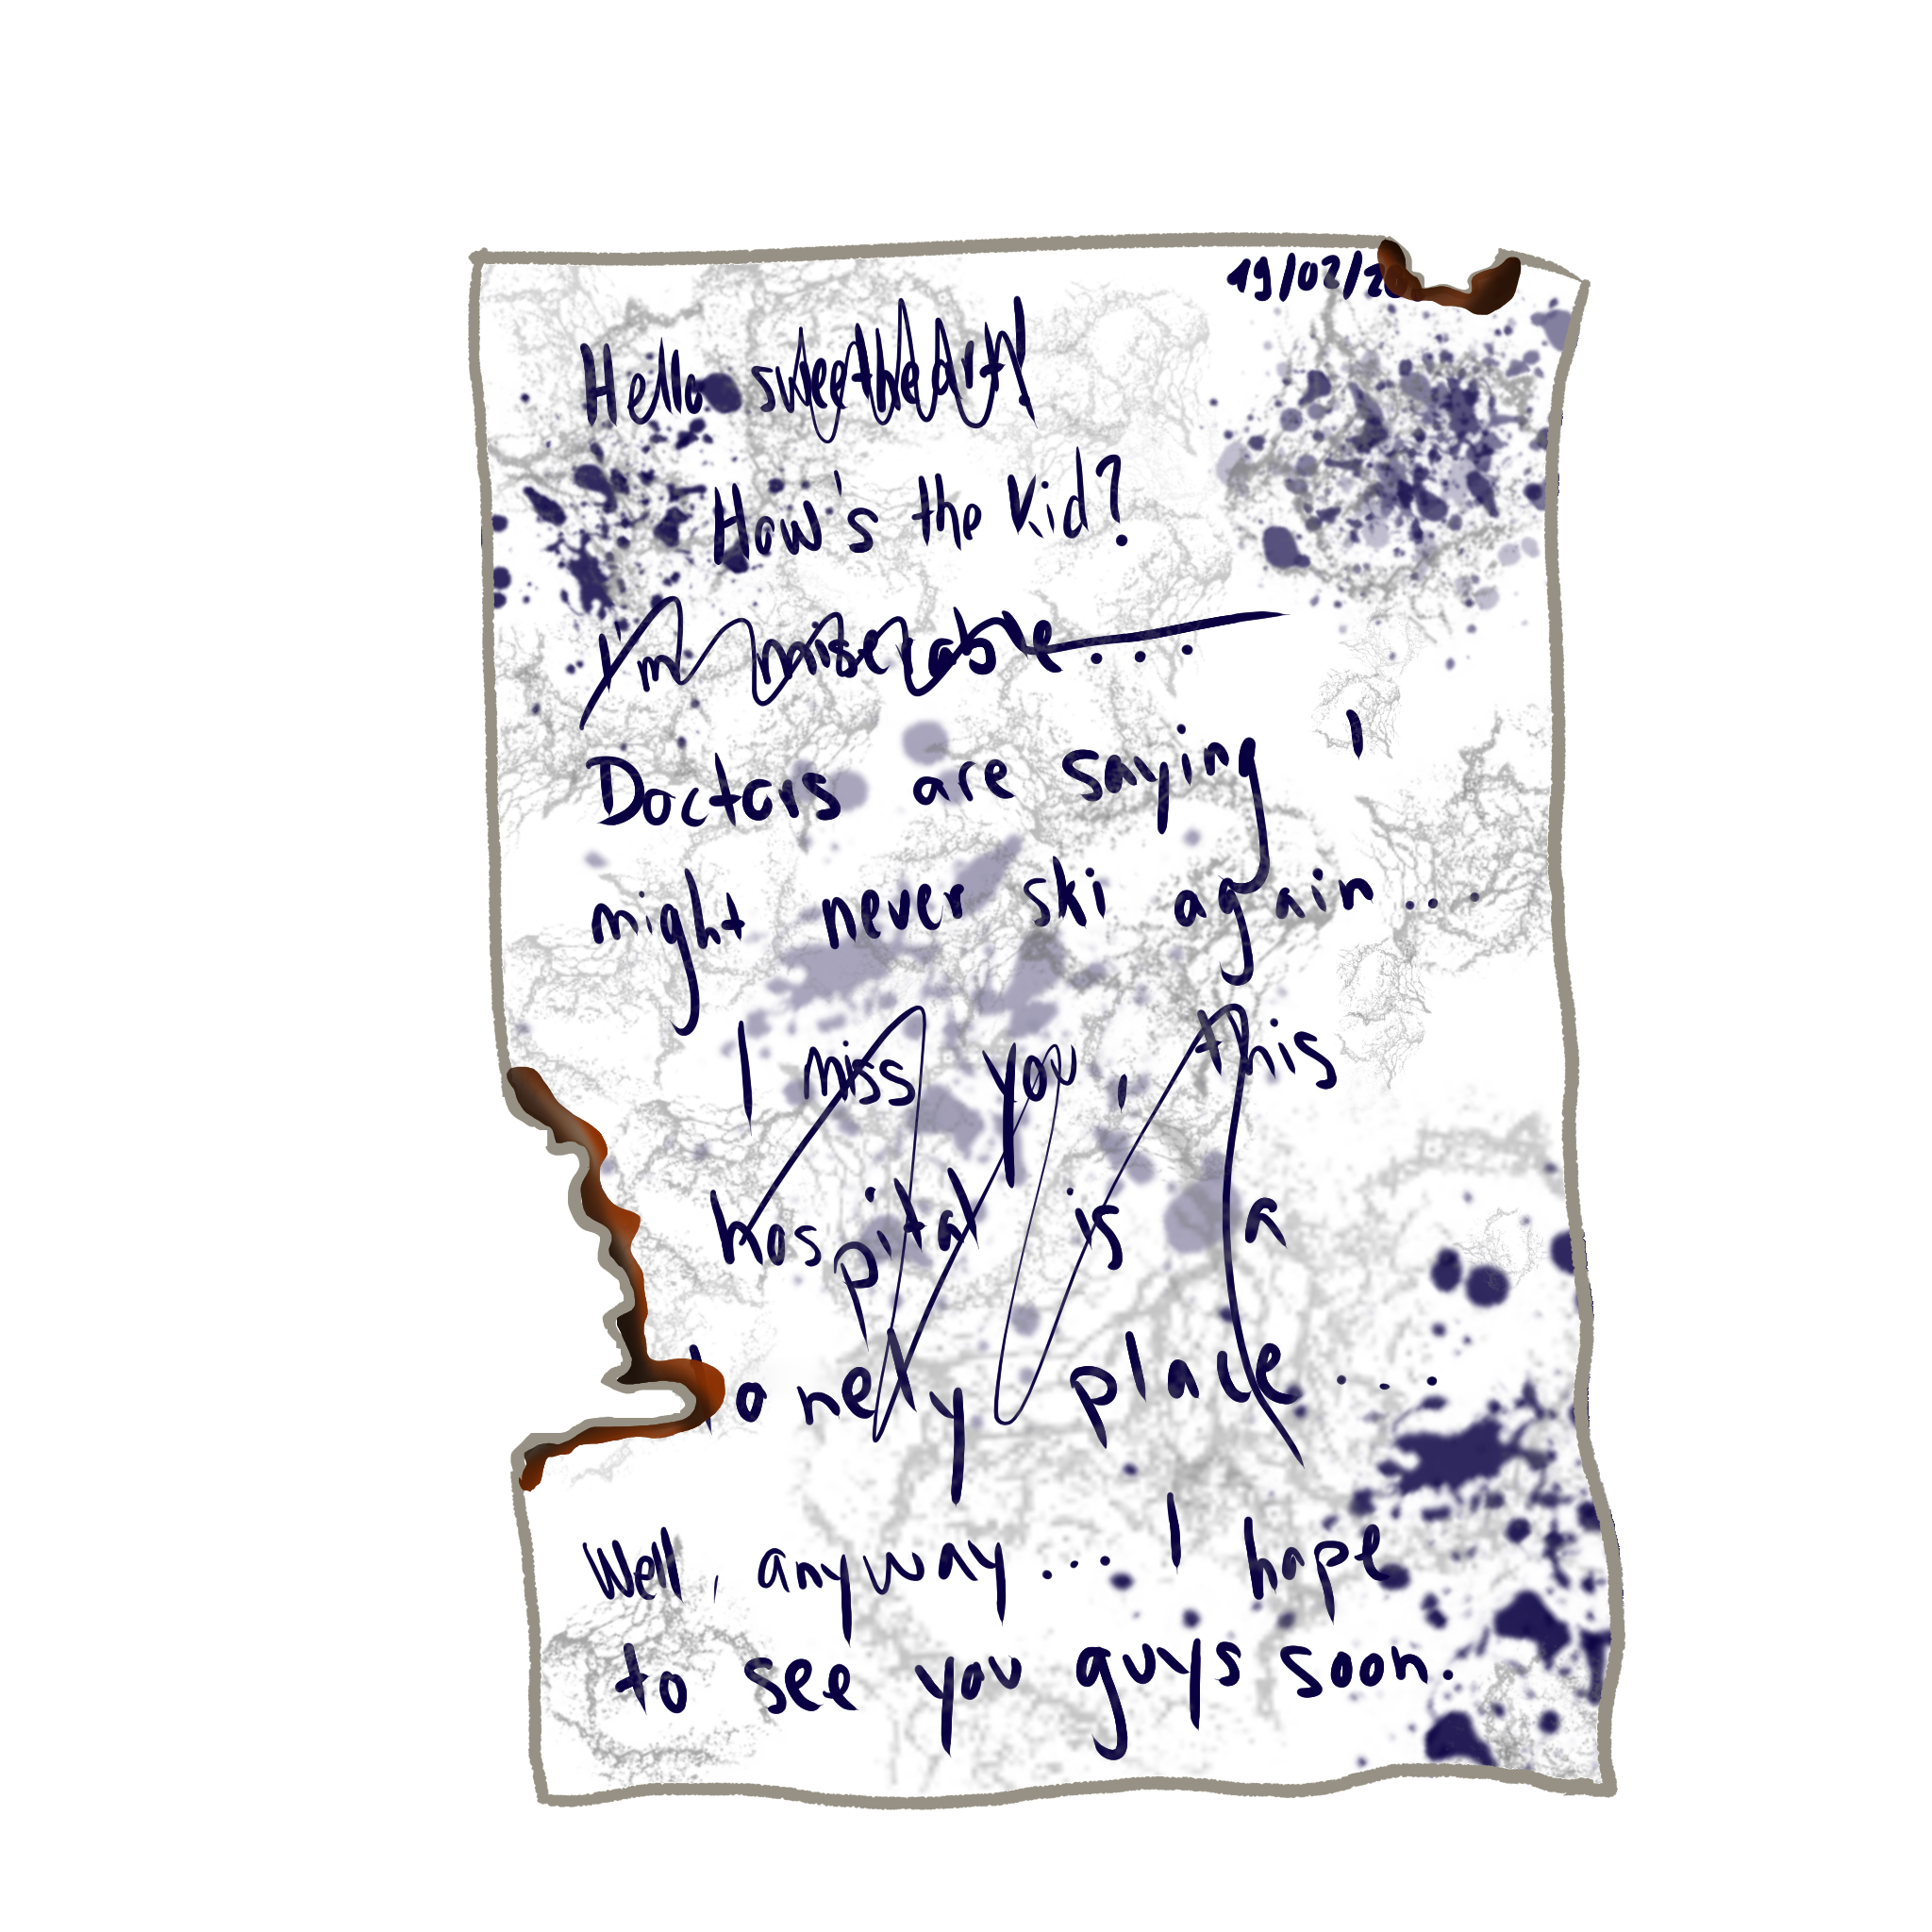 19/02/2
Hello sweetheart!
How's the kid?
I'm miserable...
Doctors are saying I
might never ski again...
I miss you, this
hospital is a
lonely place...
Well, anyway... I hope
to see you guys soon.